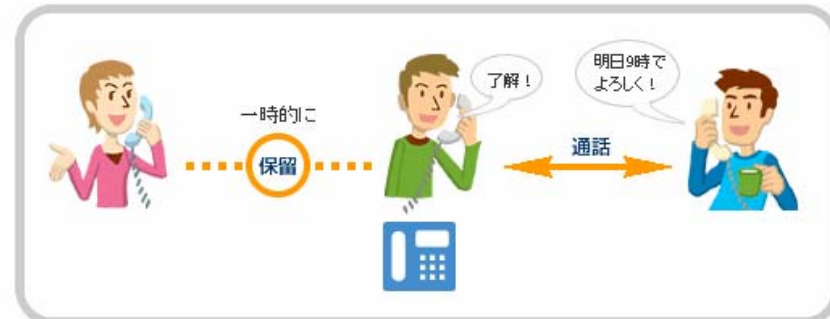 一時的に
保留
了解！
通話
明日9時で
よろしく！